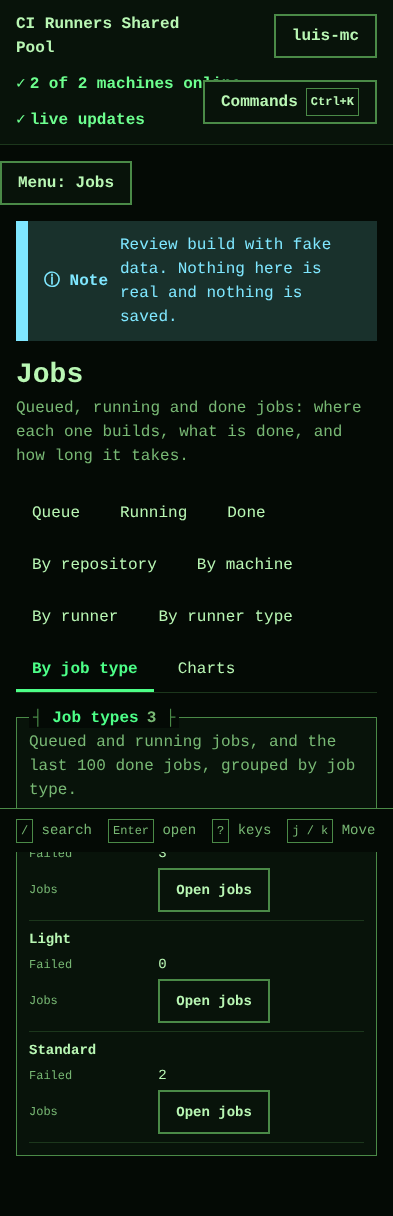 CI Runners Shared
Pool
luis-mc
✓ 2 of 2 machines
✓ live updates
Commands Ctrl+K
Menu: Jobs
ⓘ Note
Review build with fake
data. Nothing here is
real and nothing is
saved.
Jobs
Queued, running and done jobs: where
each one builds, what is done, and
how long it takes.
Queue Running Done
By repository By machine
By runner By runner type
By job type Charts
Job types 3
Queued and running jobs, and the
last 100 done jobs, grouped by job
type.
/ search Enter open ? keys j / k Move
Failed 3
Jobs Open jobs
Light
Failed 0
Jobs Open jobs
Standard
Failed 2
Jobs Open jobs